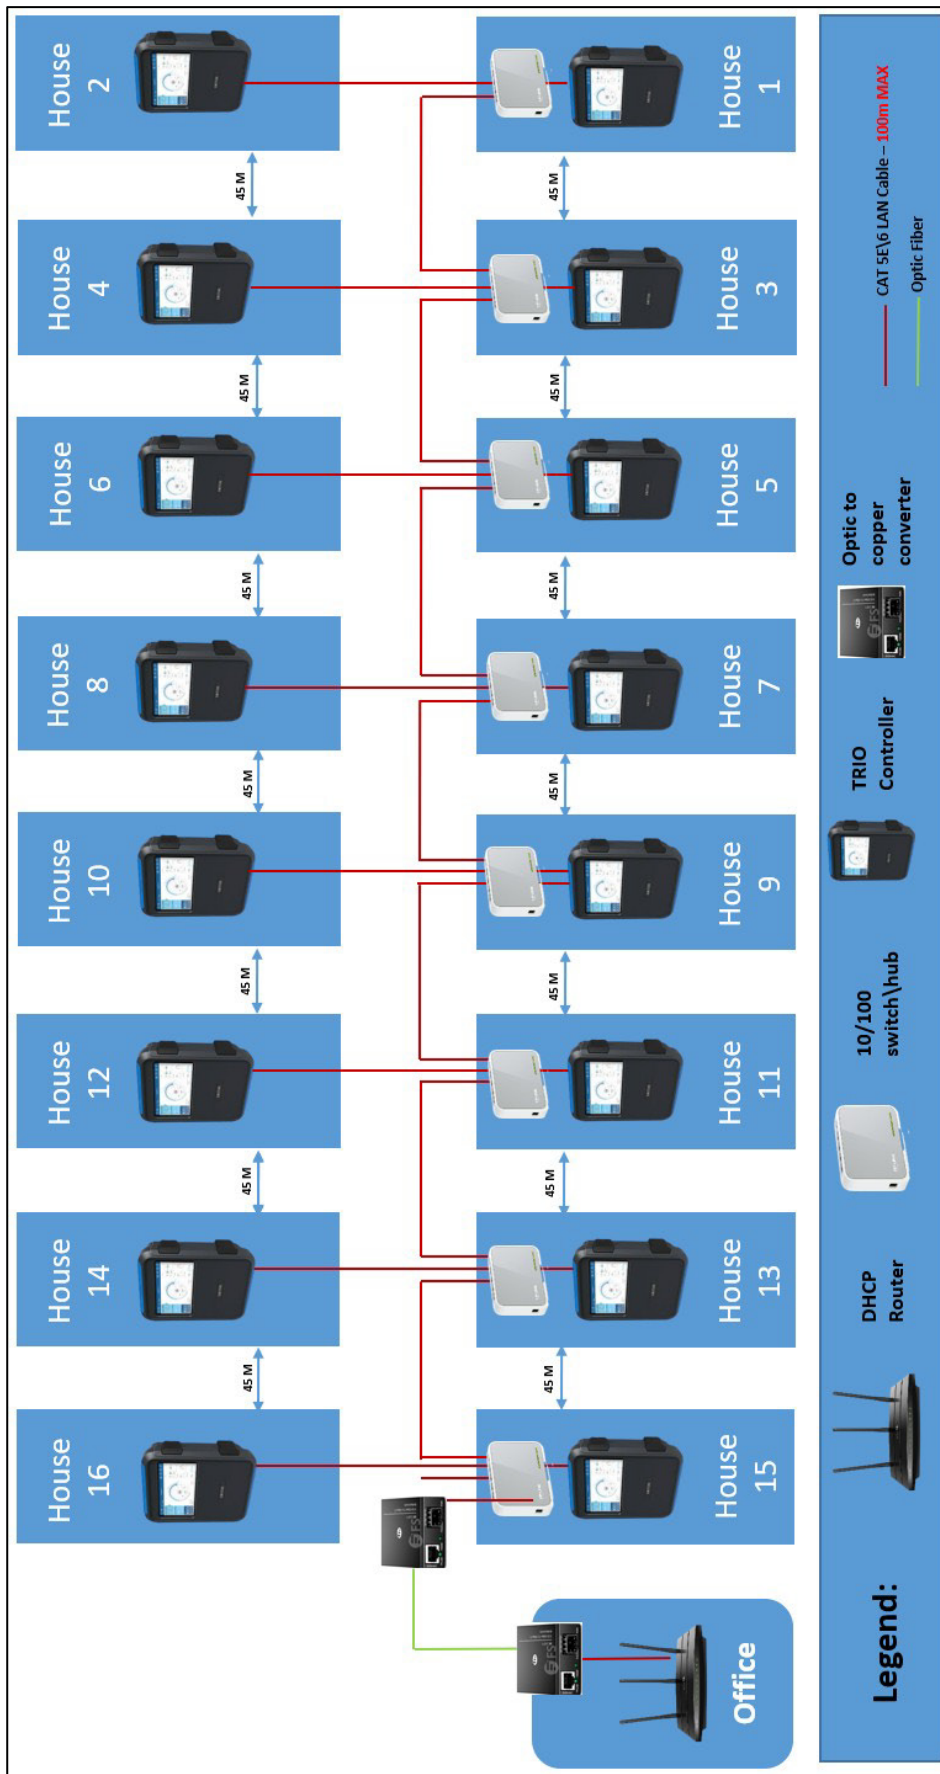 House
2
House
4
House
6
House
8
House
10
House
12
House
14
House
16
45 M
45 M
45 M
45 M
45 M
45 M
45 M
House
1
House
3
House
5
House
7
House
9
House
11
House
13
House
15
45 M
45 M
45 M
45 M
45 M
45 M
45 M
FS
FS
Office
Legend:
DHCP
Router
10/100
switch\hub
TRIO
Controller
FS
Optic to
copper
converter
CAT 5E\6 LAN Cable – 100m MAX
Optic Fiber